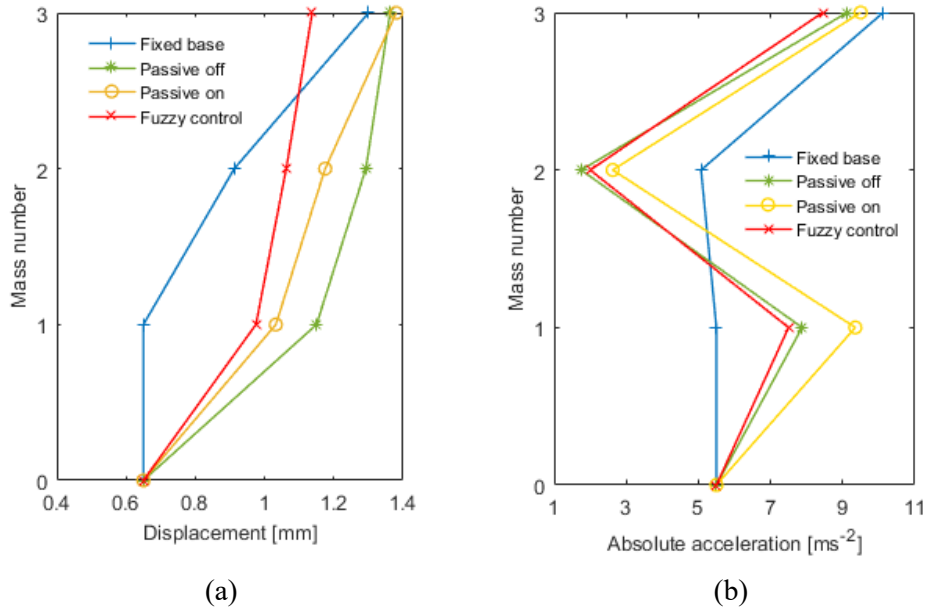 3
2
1
0
Mass number
Fixed base
Passive off
Passive on
Fuzzy control
0.4 0.6 0.8 1 1.2 1.4
Displacement [mm]
(a)
3
2
1
0
Mass number
Fixed base
Passive off
Passive on
Fuzzy control
1 3 5 7 9 11
Absolute acceleration [ms⁻²]
(b)